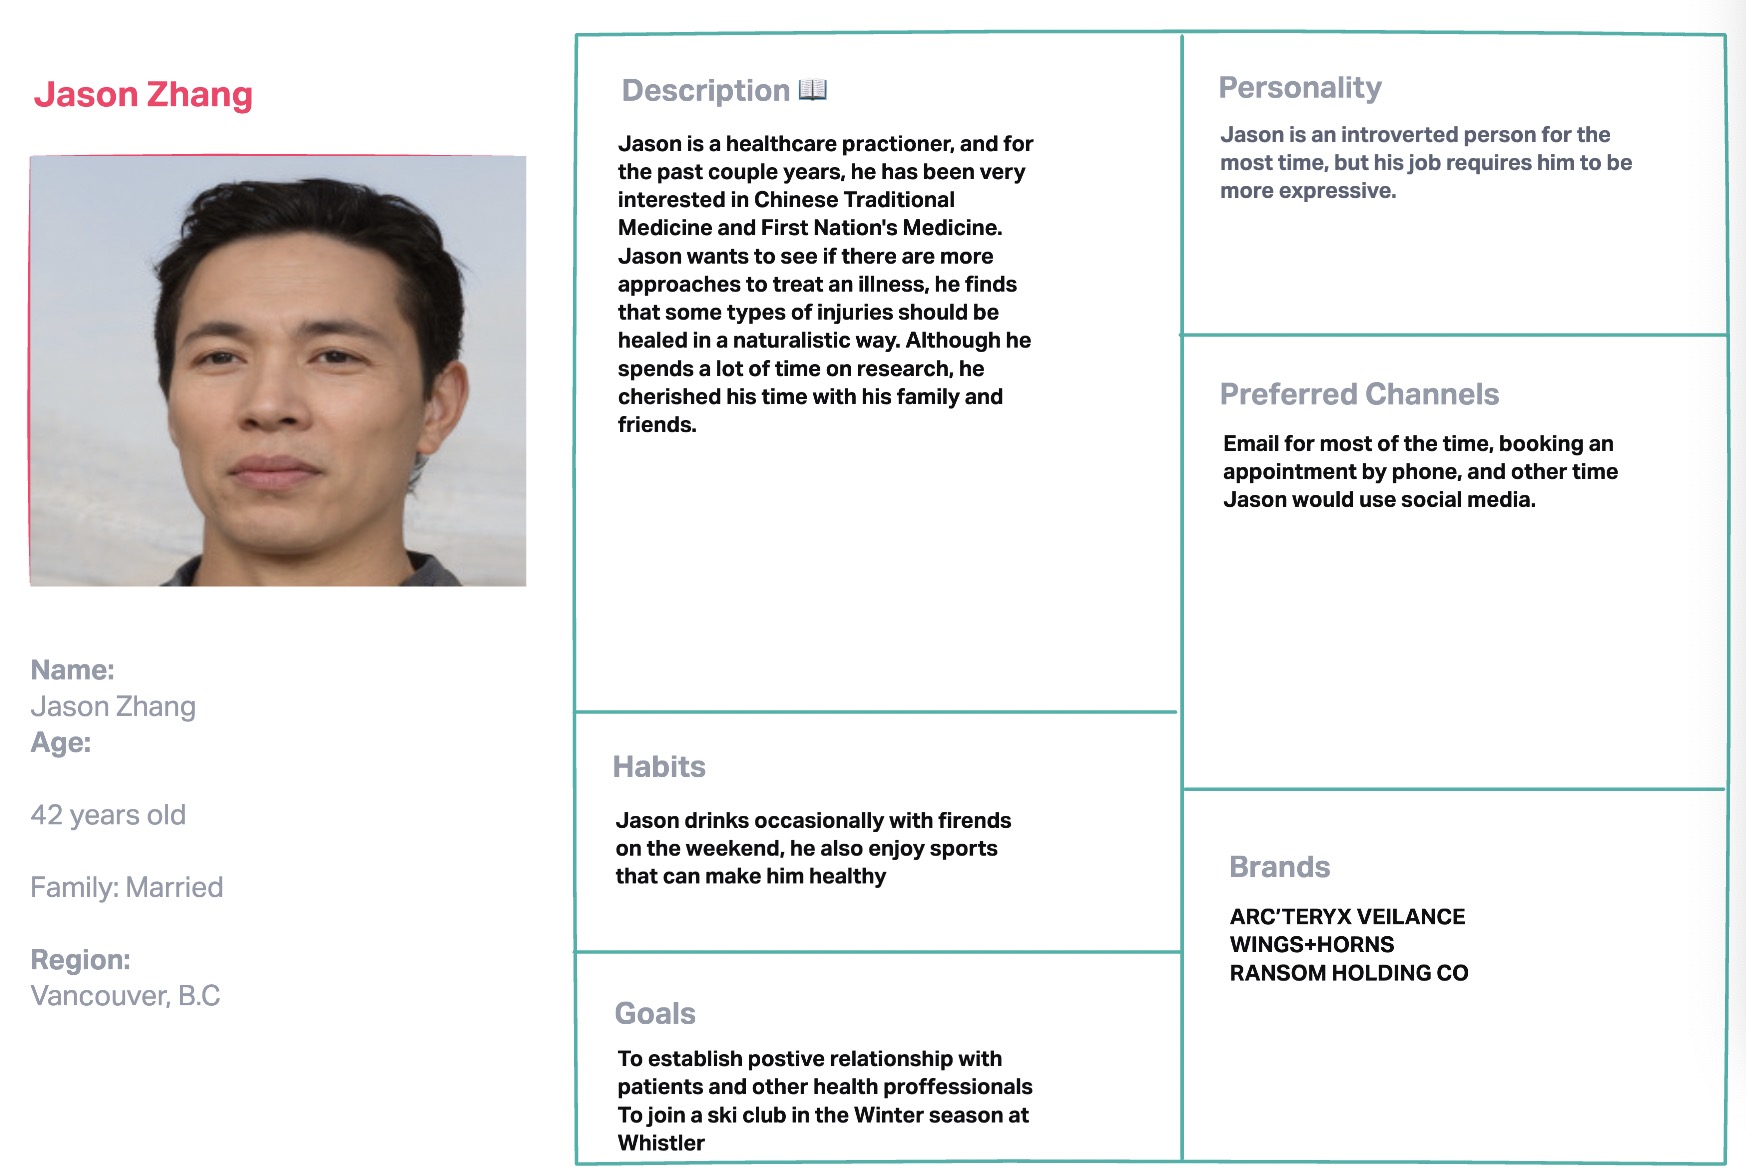 Jason Zhang
Name:
Jason Zhang
Age:
42 years old
Family: Married
Region:
Vancouver, B.C
Description 📖
Jason is a healthcare practioner, and for
the past couple years, he has been very
interested in Chinese Traditional
Medicine and First Nation's Medicine.
Jason wants to see if there are more
approaches to treat an illness, he finds
that some types of injuries should be
healed in a naturalistic way. Although he
spends a lot of time on research, he
cherished his time with his family and
friends.
Habits
Jason drinks occasionally with firends
on the weekend, he also enjoy sports
that can make him healthy
Goals
To establish postive relationship with
patients and other health proffessionals
To join a ski club in the Winter season at
Whistler
Personality
Jason is an introverted person for the
most time, but his job requires him to be
more expressive.
Preferred Channels
Email for most of the time, booking an
appointment by phone, and other time
Jason would use social media.
Brands
ARC'TERYX VEILANCE
WINGS+HORNS
RANSOM HOLDING CO